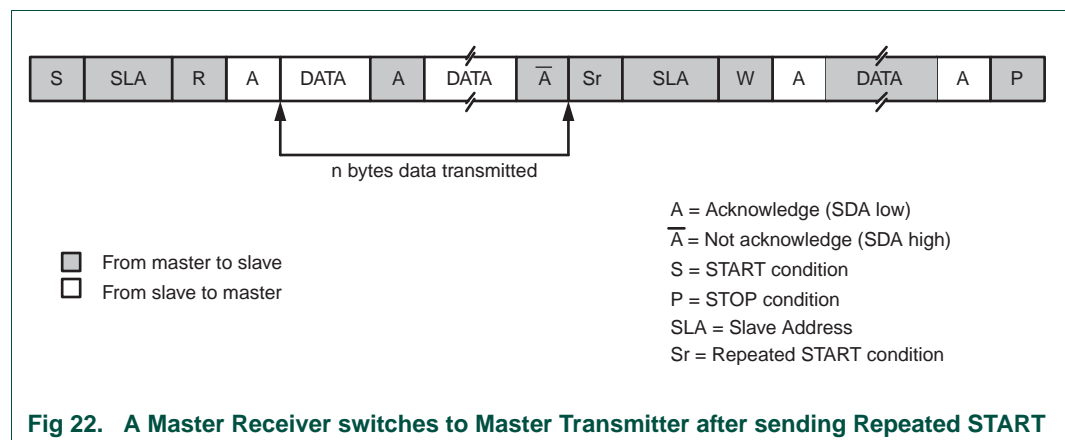 S SLA R A DATA A DATA A̅ Sr SLA W A DATA A P
n bytes data transmitted
A = Acknowledge (SDA low)
A̅ = Not acknowledge (SDA high)
S = START condition
P = STOP condition
SLA = Slave Address
Sr = Repeated START condition
From master to slave
From slave to master
Fig 22. A Master Receiver switches to Master Transmitter after sending Repeated START